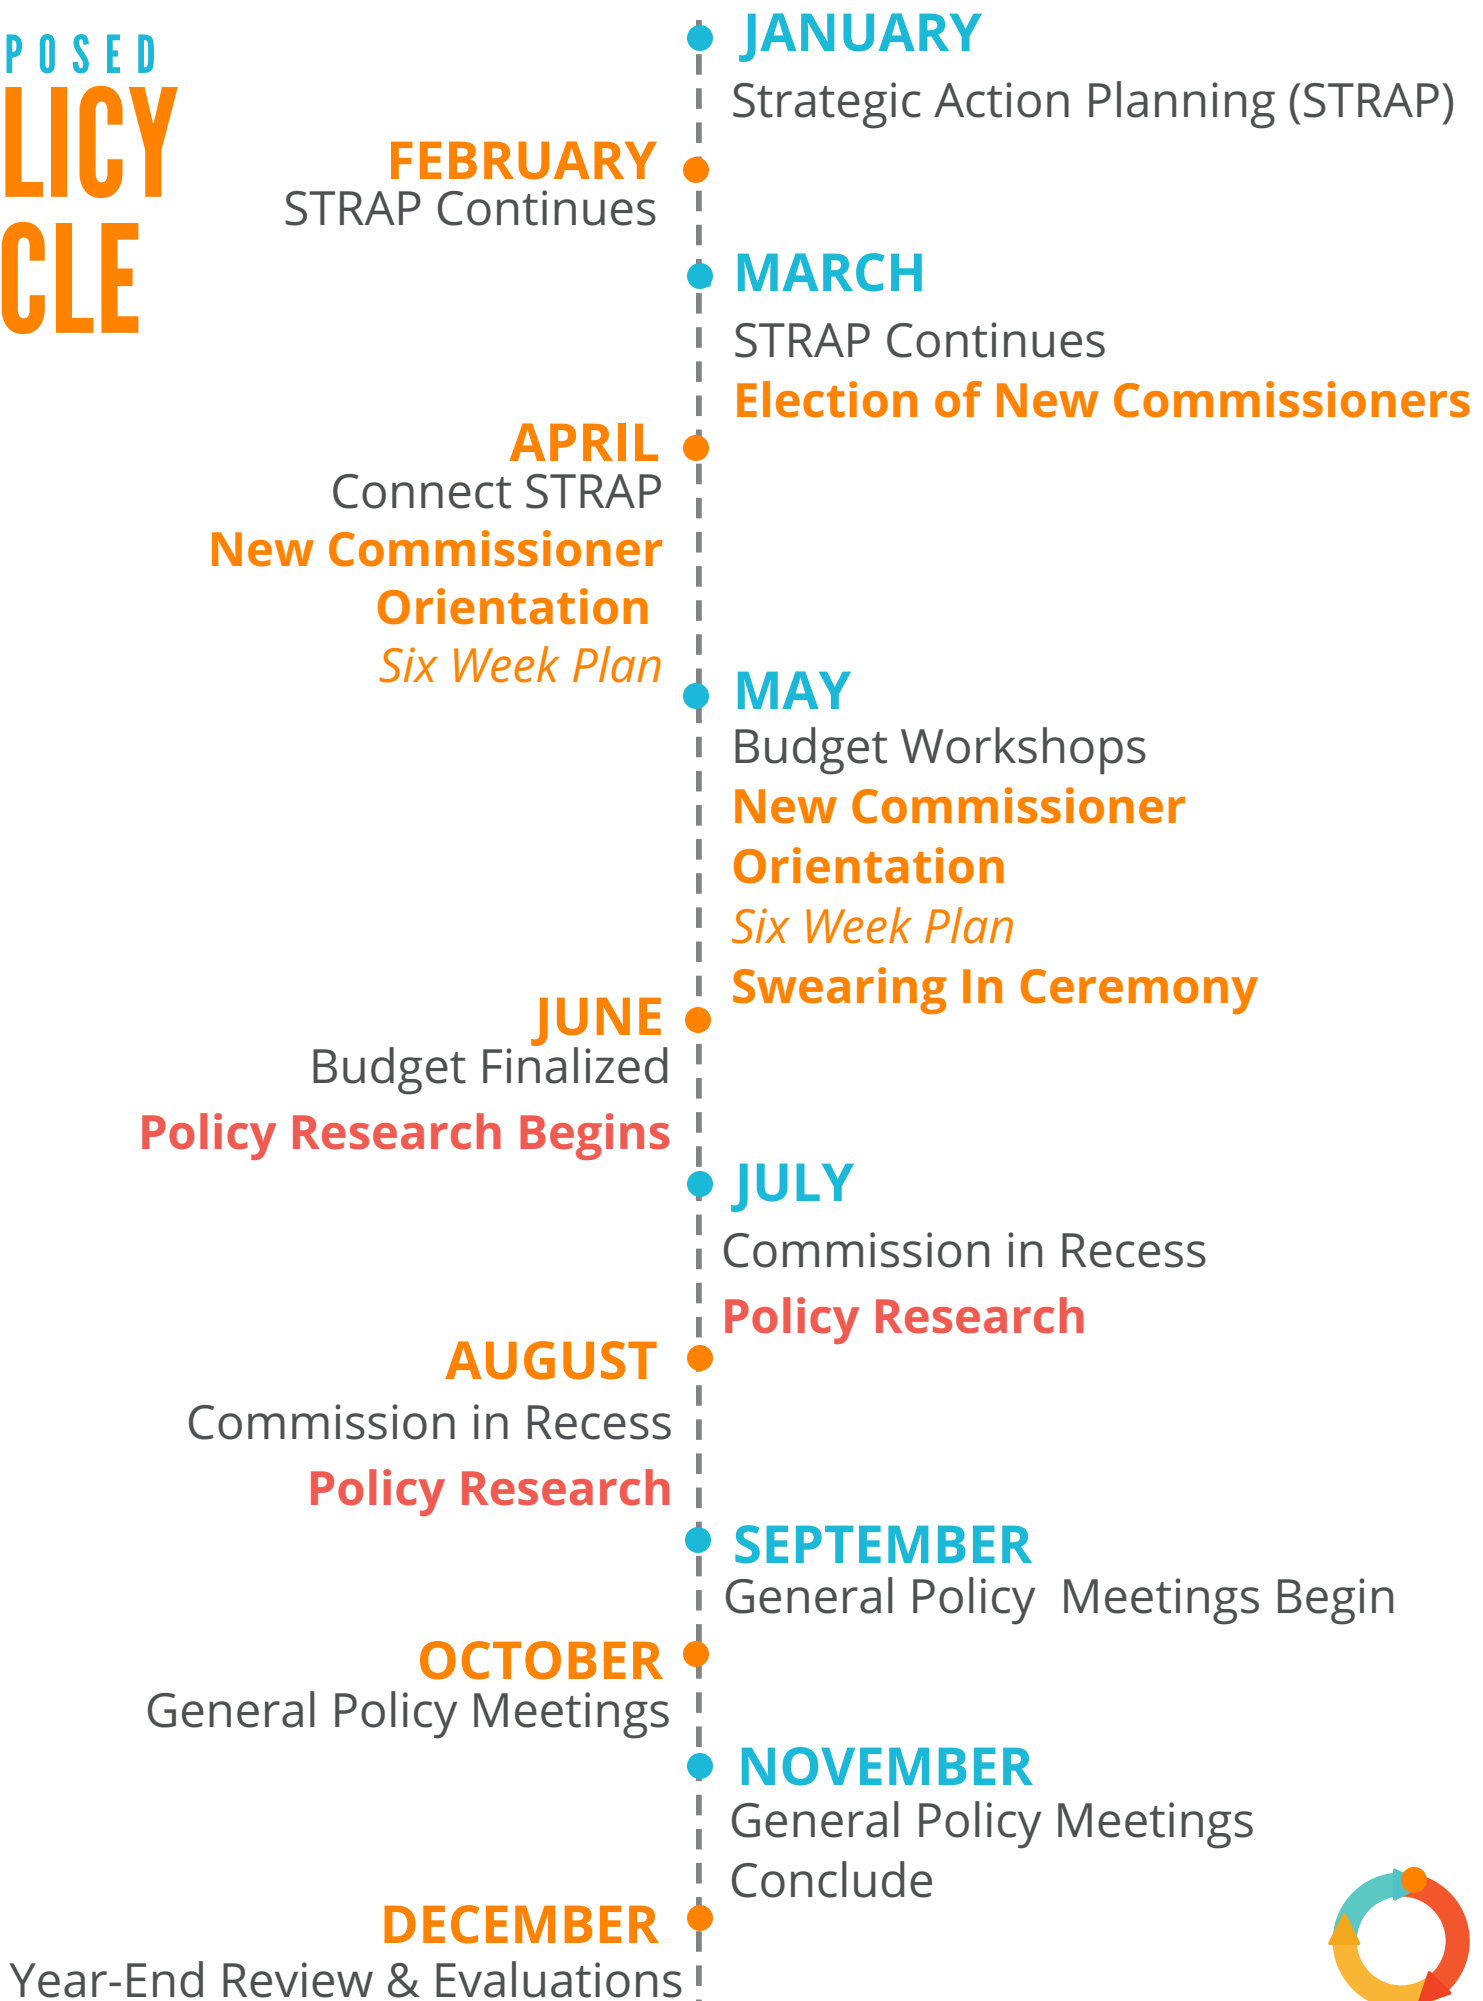 POSED
LICY
CLE
JANUARY
Strategic Action Planning (STRAP)
FEBRUARY
STRAP Continues
MARCH
STRAP Continues
Election of New Commissioners
APRIL
Connect STRAP
New Commissioner
Orientation
Six Week Plan
MAY
Budget Workshops
New Commissioner
Orientation
Six Week Plan
Swearing In Ceremony
JUNE
Budget Finalized
Policy Research Begins
JULY
Commission in Recess
Policy Research
AUGUST
Commission in Recess
Policy Research
SEPTEMBER
General Policy  Meetings Begin
OCTOBER
General Policy Meetings
NOVEMBER
General Policy Meetings
Conclude
DECEMBER
Year-End Review & Evaluations